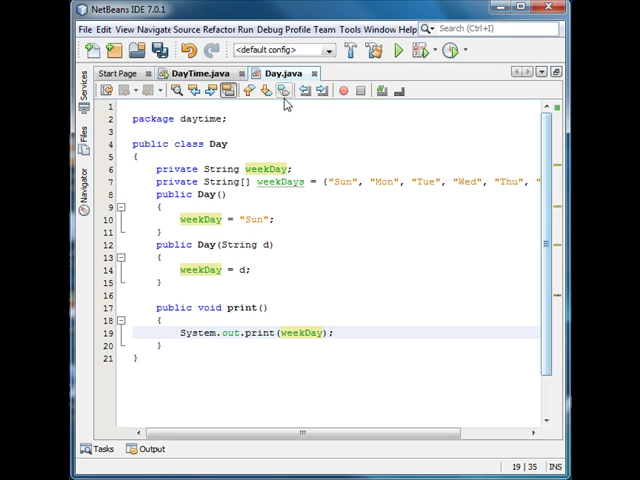 NetBeans IDE 7.0.1
File Edit View Navigate Source Refactor Run Debug Profile Team Tools Window Help
Search (Ctrl+I)
<default config>
Start Page
DayTime.java
Day.java
Services
Files
Navigator
1
2 package daytime;
3
4 public class Day
5 {
6 private String weekDay;
7 private String[] weekDays = {"Sun", "Mon", "Tue", "Wed", "Thu", "
8 public Day()
9 {
10 weekDay = "Sun";
11 }
12 public Day(String d)
13 {
14 weekDay = d;
15 }
16
17 public void print()
18 {
19 System.out.print(weekDay);
20 }
21 }
Tasks
Output
19 | 35
INS